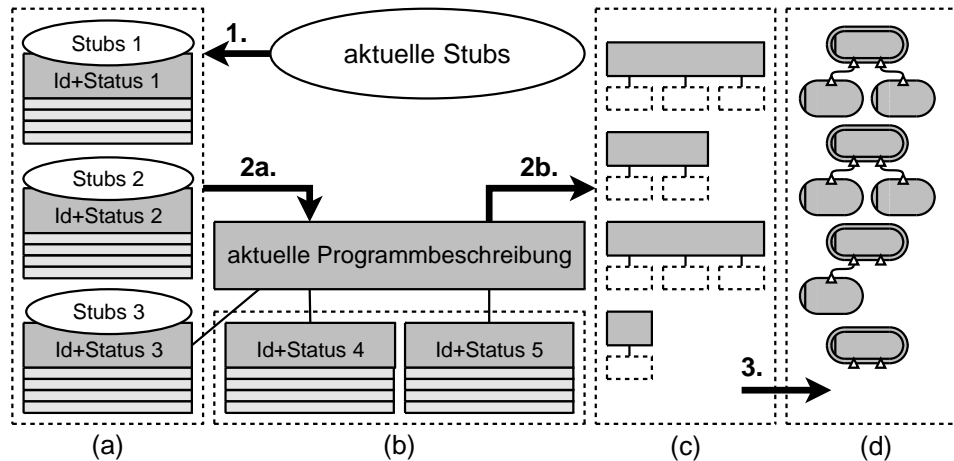 Stubs 1
Id+Status 1
1.
aktuelle Stubs
Stubs 2
Id+Status 2
2a.
2b.
aktuelle Programmbeschreibung
Stubs 3
Id+Status 3
Id+Status 4
Id+Status 5
3.
(a)
(b)
(c)
(d)